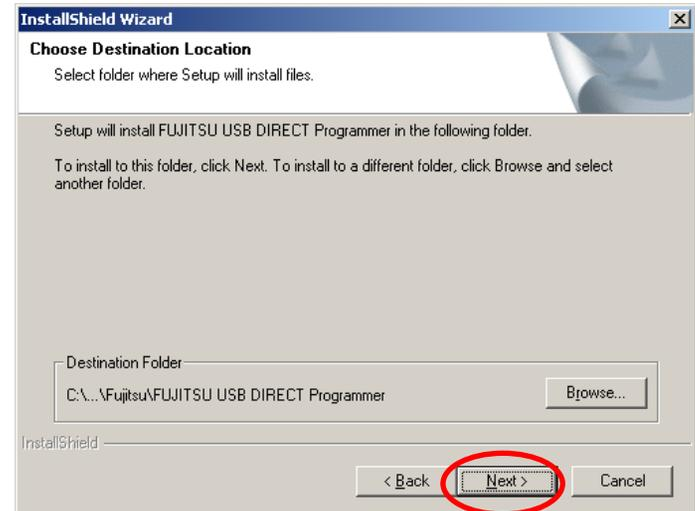 InstallShield Wizard
Choose Destination Location
Select folder where Setup will install files.
Setup will install FUJITSU USB DIRECT Programmer in the following folder.
To install to this folder, click Next. To install to a different folder, click Browse and select
another folder.
Destination Folder
C:\...\Fujitsu\FUJITSU USB DIRECT Programmer
Browse...
InstallShield
< Back Next > Cancel